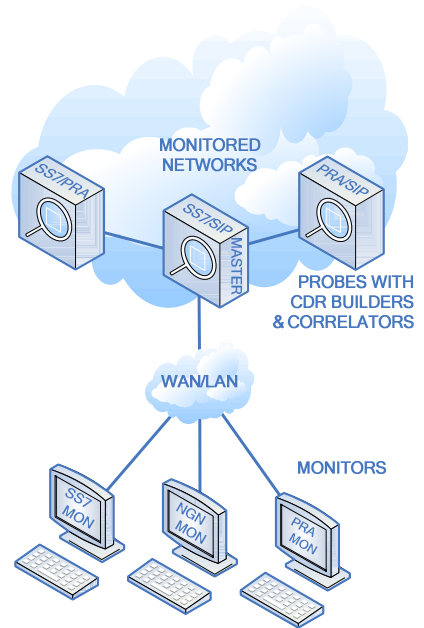 MONITORED
NETWORKS
SS7/PRA
SS7/SIP
MASTER
PRA/SIP
PROBES WITH
CDR BUILDERS
& CORRELATORS
WAN/LAN
MONITORS
SS7
MON
NGN
MON
PRA
MON